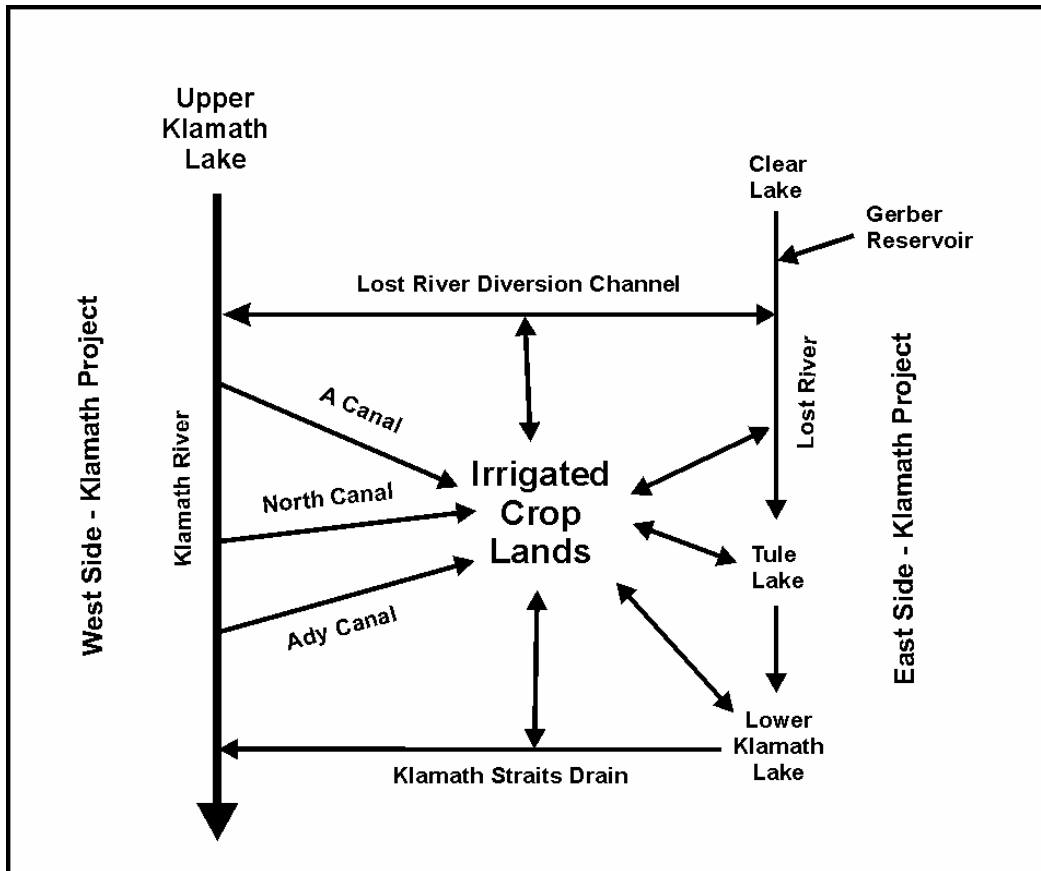 Upper
Klamath
Lake
Clear
Lake
Gerber
Reservoir
Lost River Diversion Channel
West Side - Klamath Project
Klamath River
A Canal
North Canal
Ady Canal
Irrigated
Crop
Lands
Lost River
East Side - Klamath Project
Tule
Lake
Lower
Klamath
Lake
Klamath Straits Drain